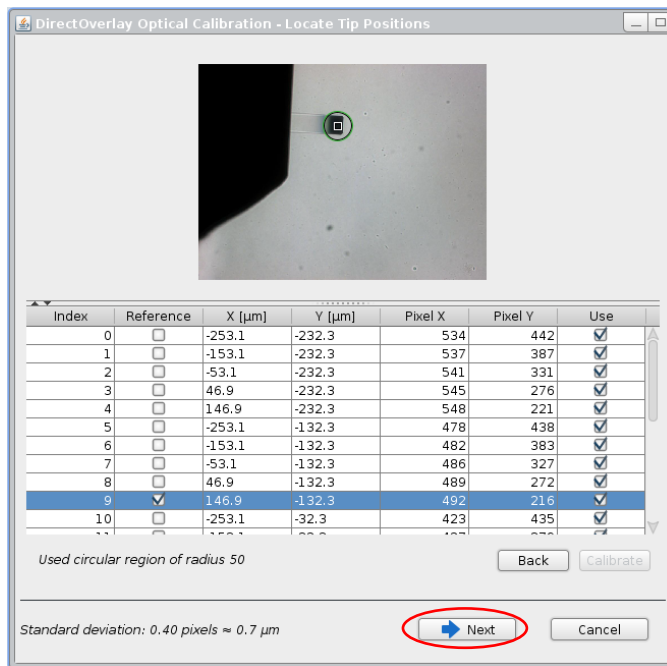 DirectOverlay Optical Calibration - Locate Tip Positions
Index Reference X [µm] Y [µm] Pixel X Pixel Y Use
0 -253.1 -232.3 534 442
1 -153.1 -232.3 537 387
2 -53.1 -232.3 541 331
3 46.9 -232.3 545 276
4 146.9 -232.3 548 221
5 -253.1 -132.3 478 438
6 -153.1 -132.3 482 383
7 -53.1 -132.3 486 327
8 46.9 -132.3 489 272
9 146.9 -132.3 492 216
10 -253.1 -32.3 423 435
Used circular region of radius 50 Back Calibrate
Standard deviation: 0.40 pixels ≈ 0.7 µm Next Cancel